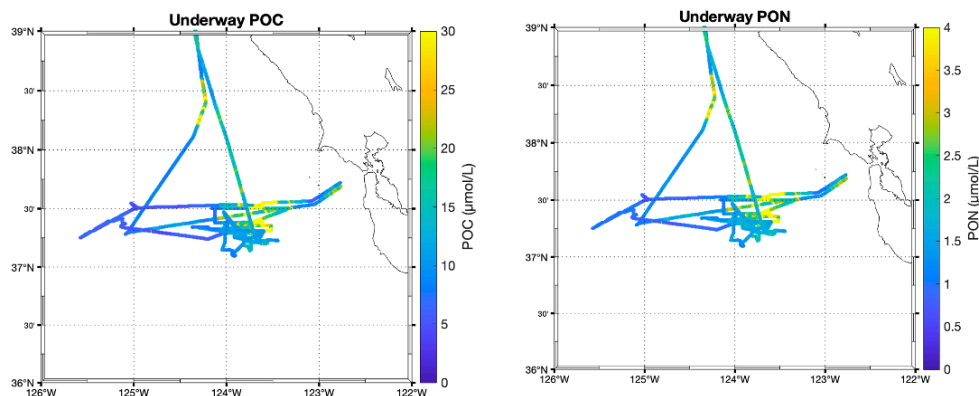 Underway POC
39°N
30'
38°N
30'
37°N
30'
36°N
126°W
125°W
124°W
123°W
122°W
30
25
20
15
10
5
0
POC (µmol/L)
Underway PON
39°N
30'
38°N
30'
37°N
30'
36°N
126°W
125°W
124°W
123°W
122°W
4
3.5
3
2.5
2
1.5
1
0.5
0
PON (µmol/L)